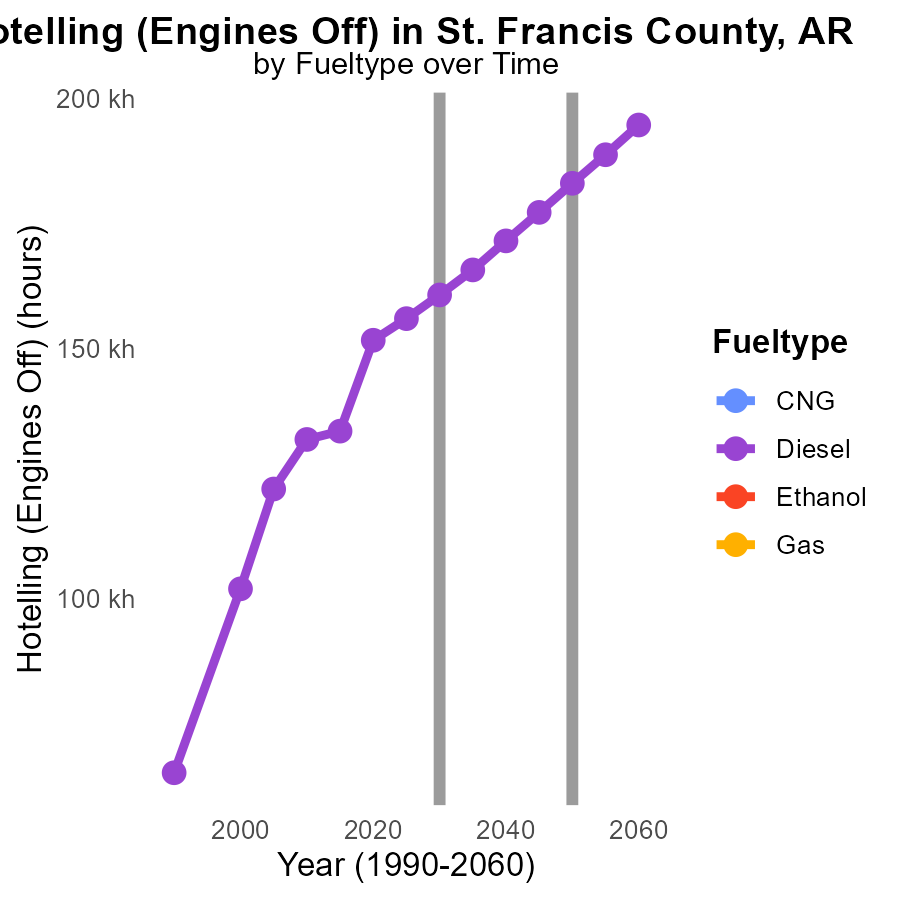 otelling (Engines Off) in St. Francis County, AR
by Fueltype over Time
200 kh
150 kh
100 kh
Hotelling (Engines Off) (hours)
2000 2020 2040 2060
Year (1990-2060)
Fueltype
CNG
Diesel
Ethanol
Gas